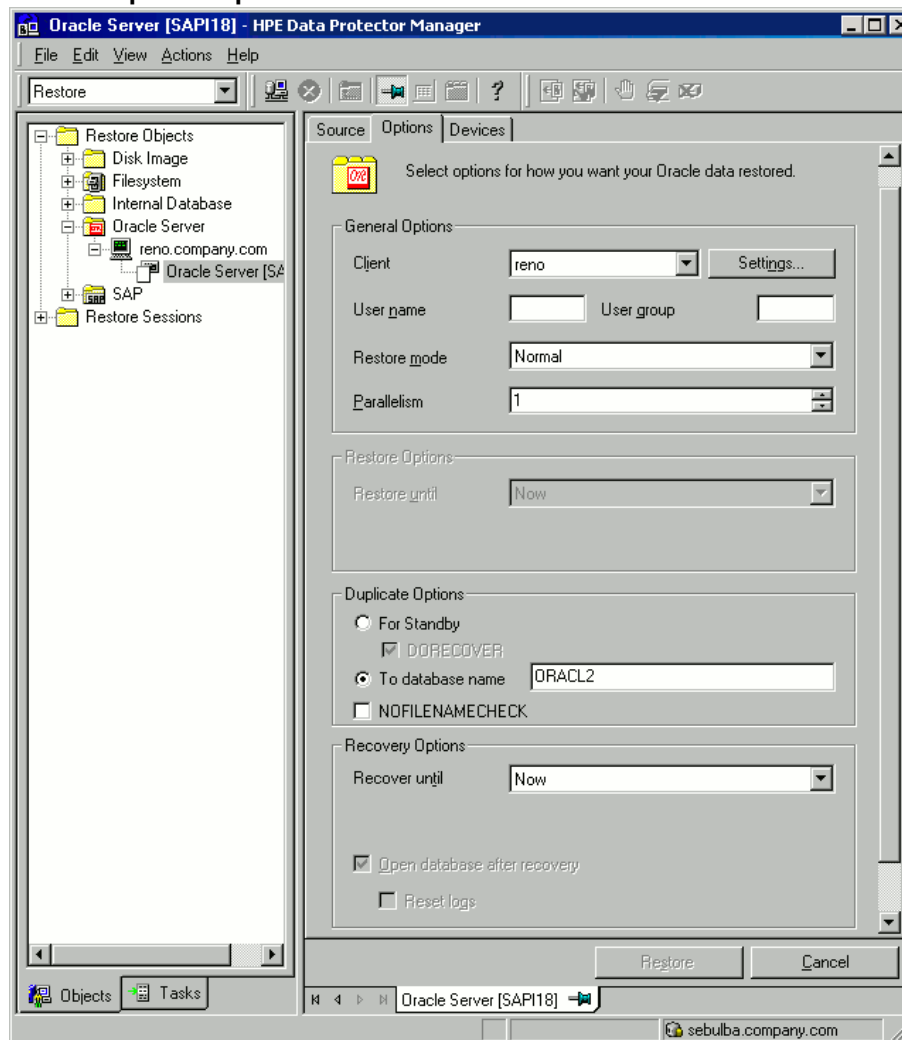 Oracle Server [SAPI18] - HPE Data Protector Manager
File Edit View Actions Help
Restore
Restore Objects
Disk Image
Filesystem
Internal Database
Oracle Server
reno.company.com
Oracle Server [SA
SAP
Restore Sessions
Source Options Devices
Select options for how you want your Oracle data restored.
General Options
Client reno Settings...
User name User group
Restore mode Normal
Parallelism 1
Restore Options
Restore until Now
Duplicate Options
For Standby
DORECOVER
To database name ORACL2
NOFILENAMECHECK
Recovery Options
Recover until Now
Open database after recovery
Reset logs
Restore Cancel
Objects Tasks
Oracle Server [SAPI18]
sebulba.company.com